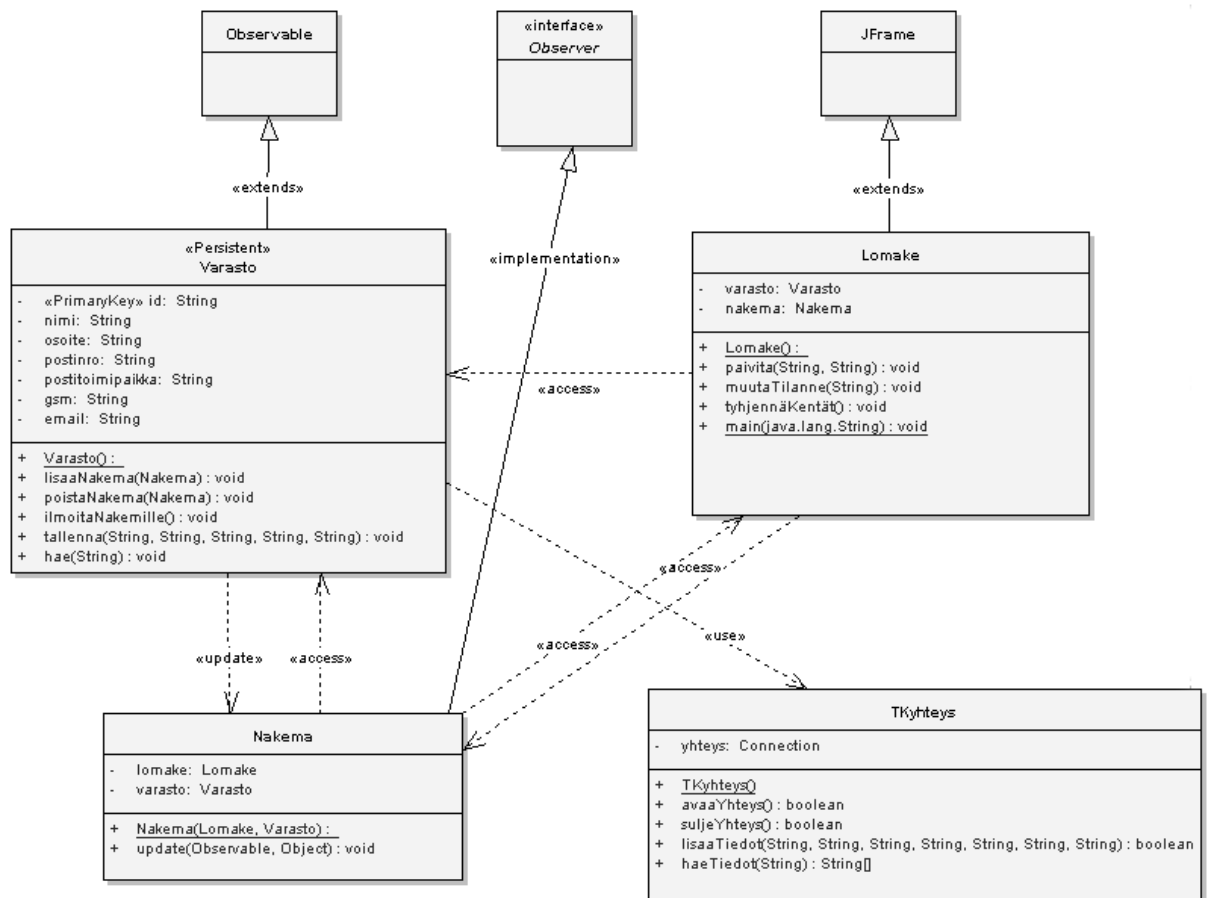 Observable
«interface»
Observer
JFrame
«extends»
«implementation»
«extends»
«Persistent»
Varasto
- «PrimaryKey» id: String
- nimi: String
- osoite: String
- postinro: String
- postitoimipaikka: String
- gsm: String
- email: String
+ Varasto() :
+ lisaaNakema(Nakema) : void
+ poistaNakema(Nakema) : void
+ ilmoitaNakemille() : void
+ tallenna(String, String, String, String, String) : void
+ hae(String) : void
Lomake
- varasto: Varasto
- nakema: Nakema
+ Lomake() :
+ paivita(String, String) : void
+ muutaTilanne(String) : void
+ tyhjennäKentät() : void
+ main(java.lang.String) : void
«access»
«access»
«access»
«use»
«update»
«access»
Nakema
- lomake: Lomake
- varasto: Varasto
+ Nakema(Lomake, Varasto) :
+ update(Observable, Object) : void
TKyhteys
- yhteys: Connection
+ TKyhteys()
+ avaaYhteys() : boolean
+ suljeYhteys() : boolean
+ lisaaTiedot(String, String, String, String, String, String, String) : boolean
+ haeTiedot(String) : String[]